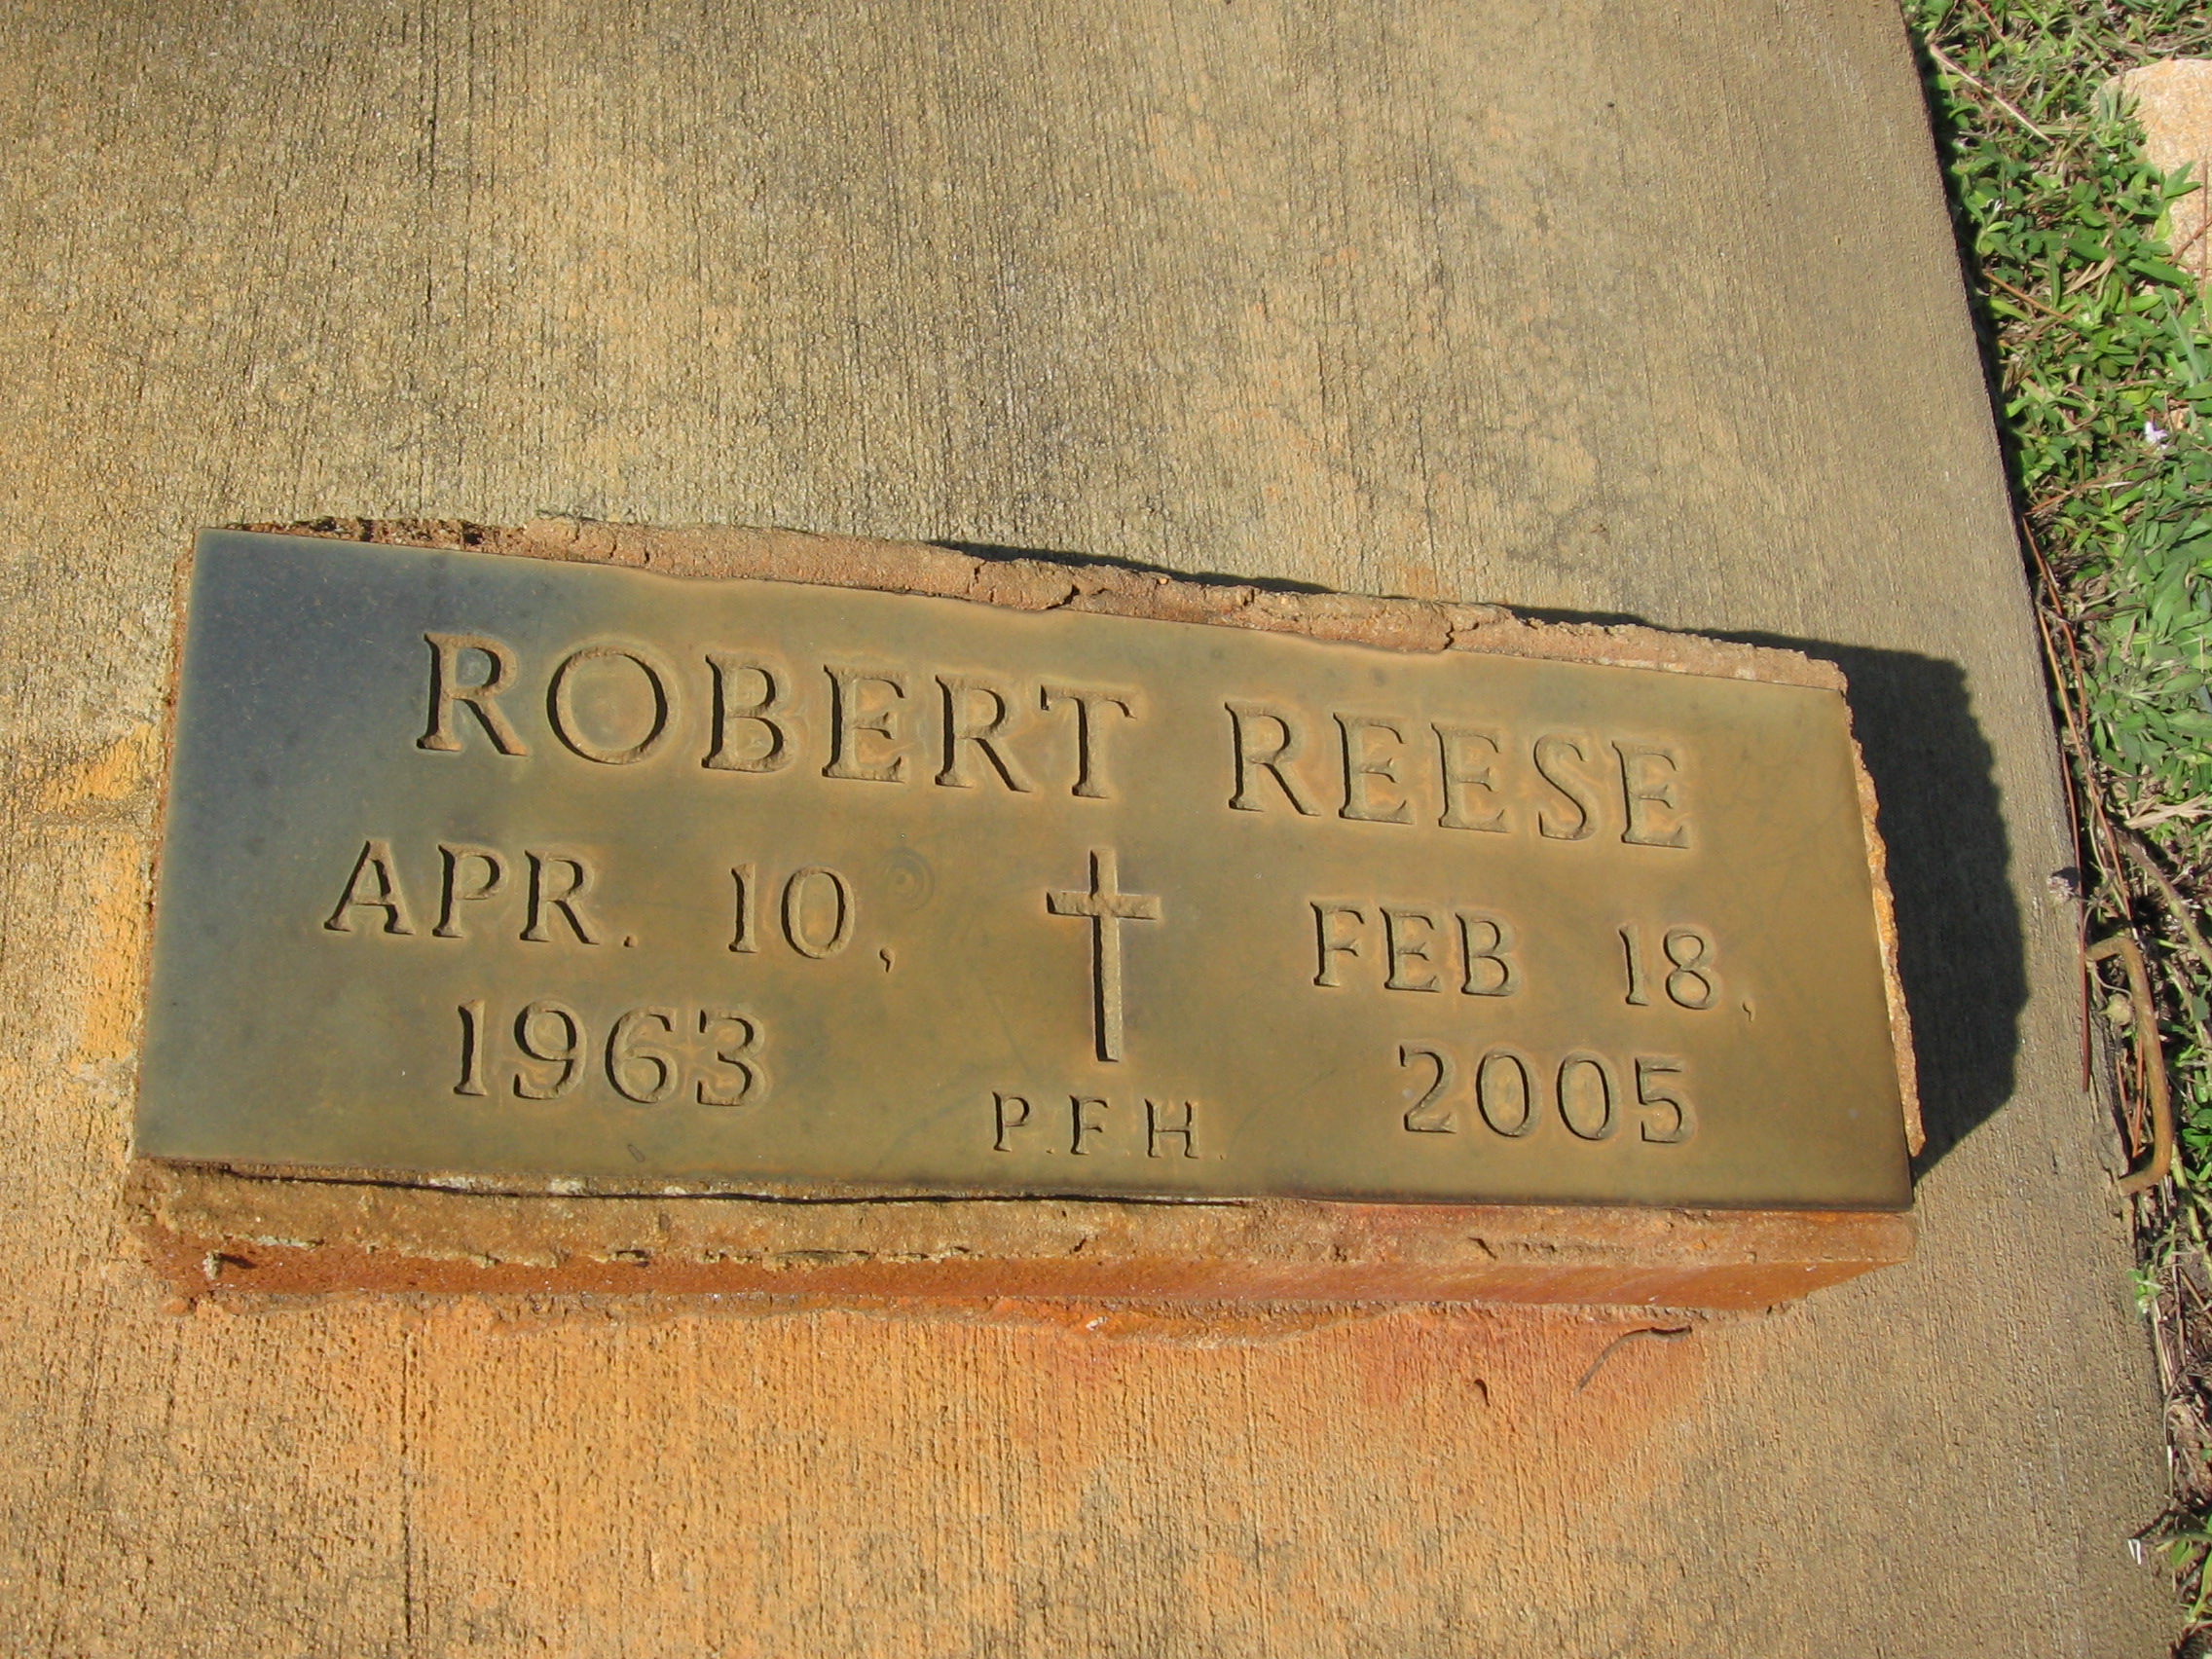 ROBERT REESE
APR. 10,
1963
FEB 18,
2005
P.F.H.